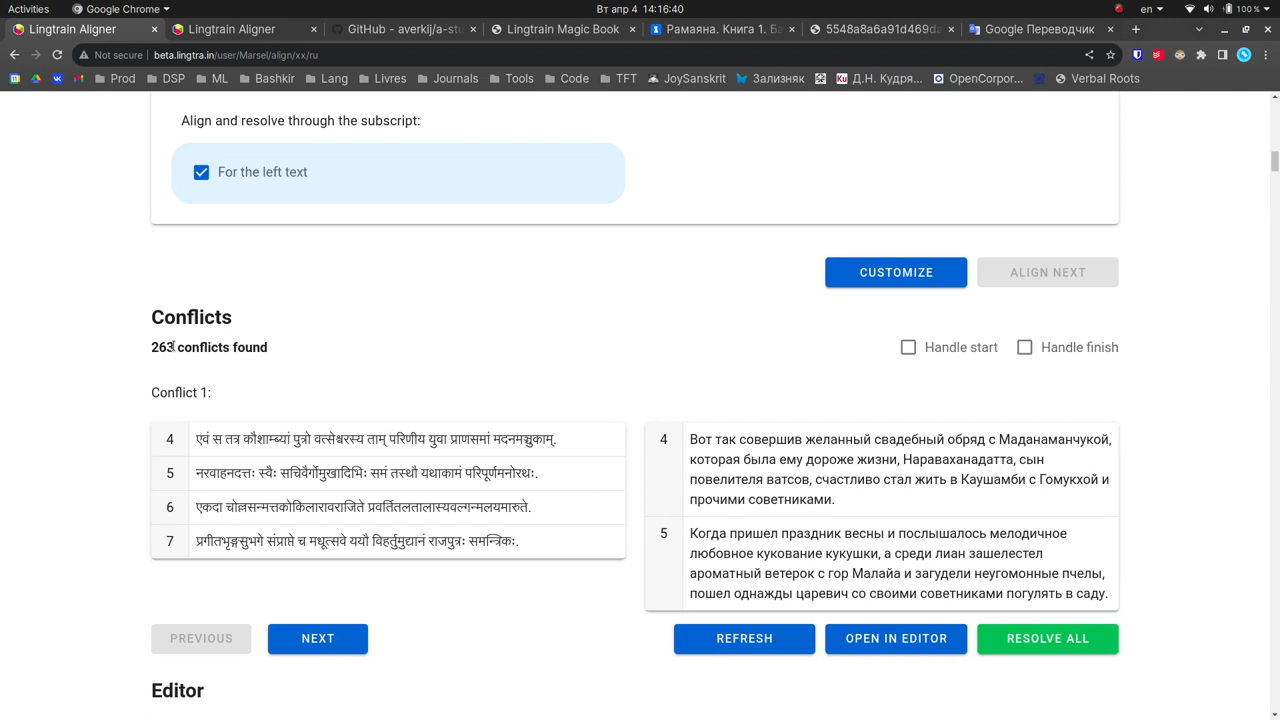 Activities Google Chrome Вт апр 4 14:16:40 en 100 %
Lingtrain Aligner Lingtrain Aligner GitHub - averkij/a-stu Lingtrain Magic Book Рамаяна. Книга 1. Ба 5548a8a6a91d469da Google Переводчик
Not secure beta.lingtra.in/user/Marsel/align/xx/ru
Prod DSP ML Bashkir Lang Livres Journals Tools Code TFT JoySanskrit Зализняк Д.Н. Кудря... OpenCorpor... Verbal Roots
Align and resolve through the subscript:
For the left text
CUSTOMIZE ALIGN NEXT
Conflicts
263 conflicts found Handle start Handle finish
Conflict 1:
4 एवं स तत्र कौशाम्ब्यां पुत्रो वत्सेश्वरस्य ताम् परिणीय युवा प्राणसमां मदनमञ्चुकाम्.
5 नरवाहनदत्तः स्वैः सचिवैर्गोमुखादिभिः समं तस्थौ यथाकामं परिपूर्णमनोरथः.
6 एकदा चोल्लसन्मत्तकोकिलारावराजिते प्रवर्तितलतालास्यवल्गन्मलयमारुते.
7 प्रगीतभृङ्गसुभगे संप्राप्ते च मधूत्सवे ययौ विहर्तुमुद्यानं राजपुत्रः समन्त्रिकः.
4 Вот так совершив желанный свадебный обряд с Маданаманчукой,
которая была ему дороже жизни, Нараваханадатта, сын
повелителя ватсов, счастливо стал жить в Каушамби с Гомукхой и
прочими советниками.
5 Когда пришел праздник весны и послышалось мелодичное
любовное кукование кукушки, а среди лиан зашелестел
ароматный ветерок с гор Малайа и загудели неугомонные пчелы,
пошел однажды царевич со своими советниками погулять в саду.
PREVIOUS NEXT REFRESH OPEN IN EDITOR RESOLVE ALL
Editor